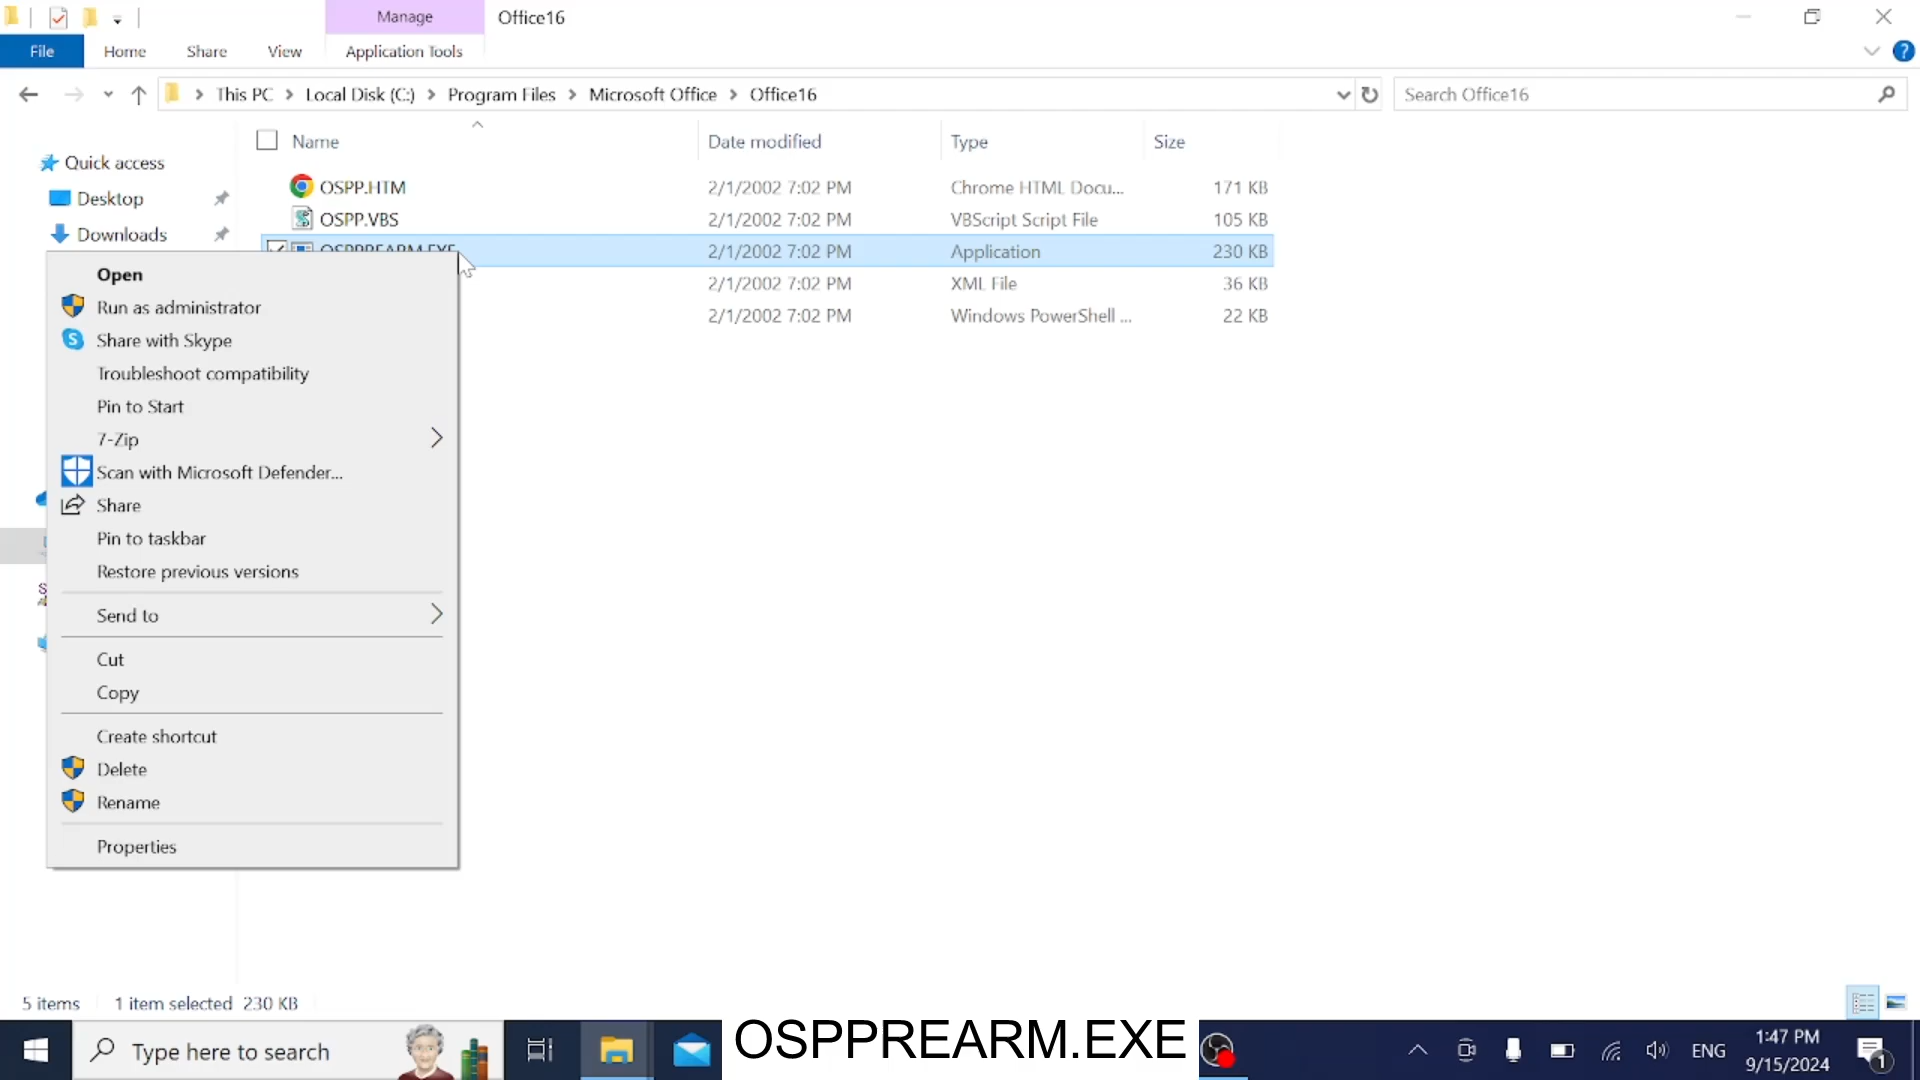 Manage
Office16
File
Home
Share
View
Application Tools
This PC
Local Disk (C:)
Program Files
Microsoft Office
Office16
Search Office16
Name
Date modified
Type
Size
Quick access
Desktop
Downloads
OSPP.HTM 2/1/2002 7:02 PM Chrome HTML Docu... 171 KB
OSPP.VBS 2/1/2002 7:02 PM VBScript Script File 105 KB
OSPPREARM.EXE 2/1/2002 7:02 PM Application 230 KB
2/1/2002 7:02 PM XML File 36 KB
2/1/2002 7:02 PM Windows PowerShell ... 22 KB
Open
Run as administrator
Share with Skype
Troubleshoot compatibility
Pin to Start
7-Zip
Scan with Microsoft Defender...
Share
Pin to taskbar
Restore previous versions
Send to
Cut
Copy
Create shortcut
Delete
Rename
Properties
5 items
1 item selected 230 KB
Type here to search
OSPPREARM.EXE
ENG
1:47 PM
9/15/2024
1